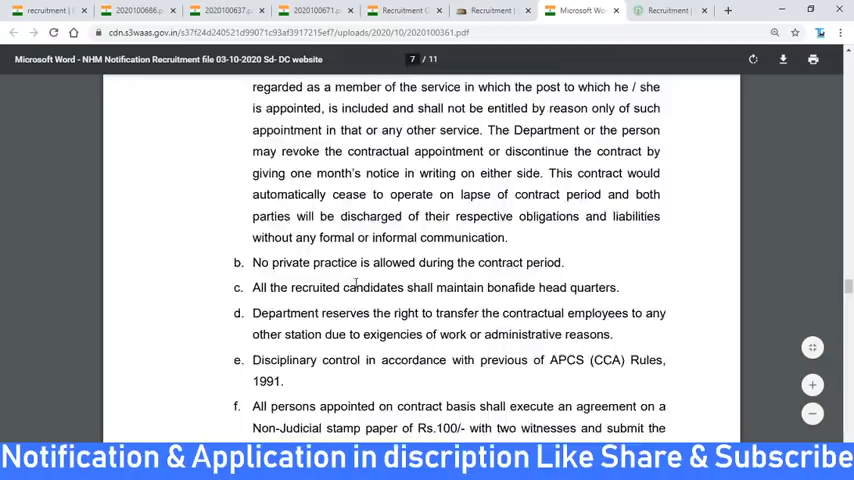 recruitment | 
2020100686.p
2020100637.p
2020100671.p
Recruitment
Recruitment |
Microsoft Wo
Recruitment |
cdn.s3waas.gov.in/s37f24d240521d99071c93af3917215ef7/uploads/2020/10/2020100361.pdf
Microsoft Word - NHM Notification Recruitment file 03-10-2020 Sd- DC website
7 / 11
regarded as a member of the service in which the post to which he / she
is appointed, is included and shall not be entitled by reason only of such
appointment in that or any other service. The Department or the person
may revoke the contractual appointment or discontinue the contract by
giving one month's notice in writing on either side. This contract would
automatically cease to operate on lapse of contract period and both
parties will be discharged of their respective obligations and liabilities
without any formal or informal communication.
b. No private practice is allowed during the contract period.
c. All the recruited candidates shall maintain bonafide head quarters.
d. Department reserves the right to transfer the contractual employees to any
other station due to exigencies of work or administrative reasons.
e. Disciplinary control in accordance with previous of APCS (CCA) Rules,
1991.
f. All persons appointed on contract basis shall execute an agreement on a
Non-Judicial stamp paper of Rs.100/- with two witnesses and submit the
Notification & Application in discription Like Share & Subscribe